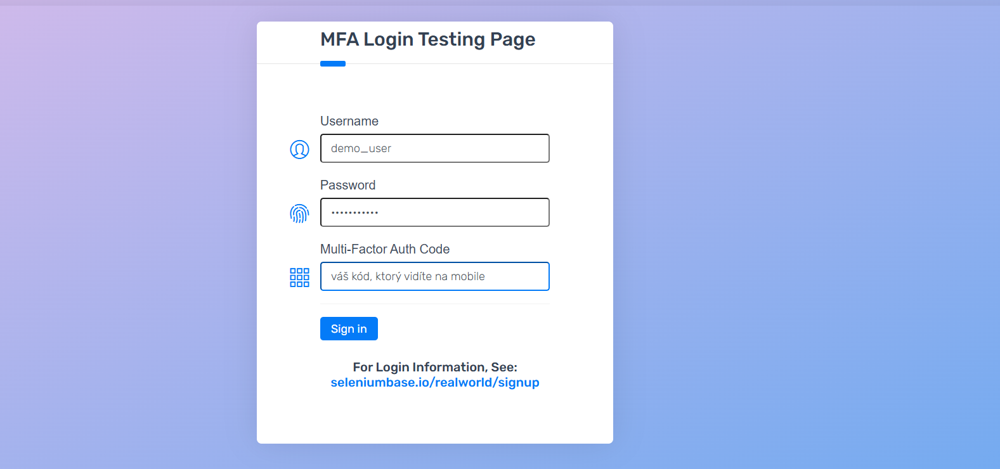 MFA Login Testing Page
Username
demo_user
Password
•••••••••••
Multi-Factor Auth Code
váš kód, ktorý vidíte na mobile
Sign in
For Login Information, See:
seleniumbase.io/realworld/signup